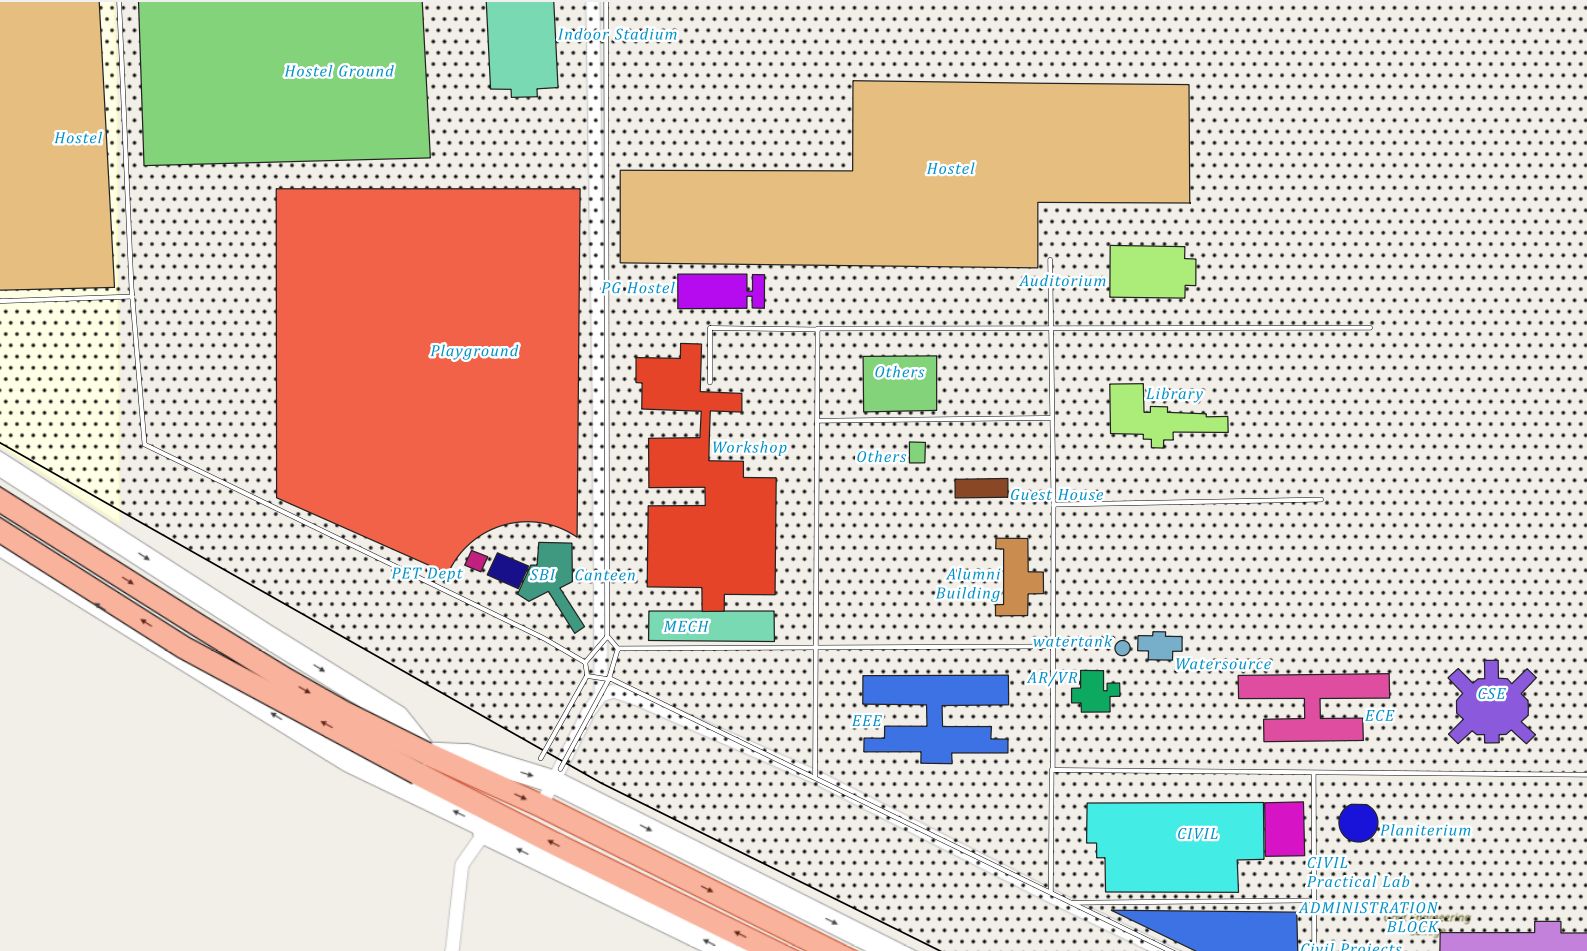 Indoor Stadium
Hostel Ground
Hostel
Hostel
Auditorium
PG Hostel
Playground
Others
Library
Workshop
Others
Guest House
PET Dept
SBI
Canteen
Alumni
Building
MECH
watertank
Watersource
AR/VR
EEE
ECE
CSE
CIVIL
Planiterium
CIVIL
Practical Lab
ADMINISTRATION
BLOCK
Civil Projects